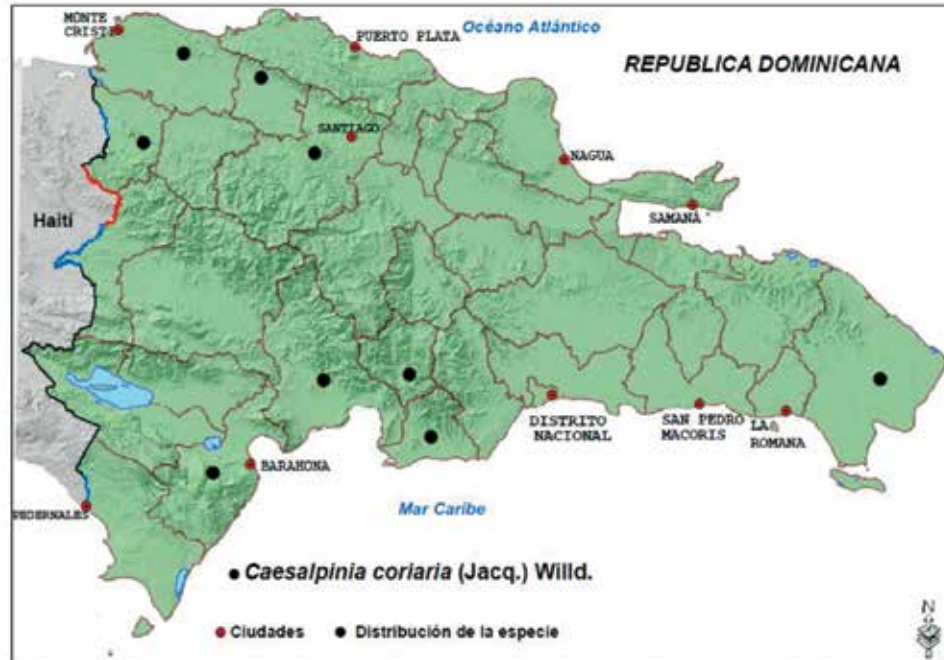 MONTE
CRISTI
PUERTO PLATA
Océano Atlántico
REPUBLICA DOMINICANA
SANTIAGO
NAGUA
SAMANÁ
Haití
DISTRITO
NACIONAL
SAN PEDRO
MACORIS
LA
ROMANA
BARAHONA
PEDERNALES
Mar Caribe
Caesalpinia coriaria (Jacq.) Willd.
Ciudades
Distribución de la especie
N